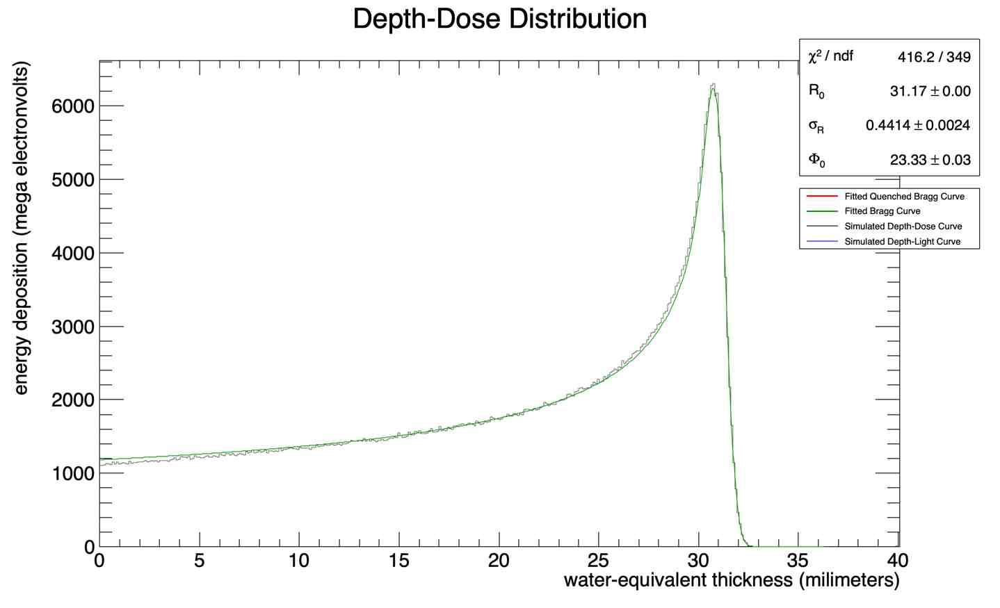 Depth-Dose Distribution
χ² / ndf 416.2 / 349
R₀ 31.17 ± 0.00
σ_R 0.4414 ± 0.0024
Φ₀ 23.33 ± 0.03
Fitted Quenched Bragg Curve
Fitted Bragg Curve
Simulated Depth-Dose Curve
Simulated Depth-Light Curve
energy deposition (mega electronvolts)
6000
5000
4000
3000
2000
1000
0
0 5 10 15 20 25 30 35 40
water-equivalent thickness (milimeters)